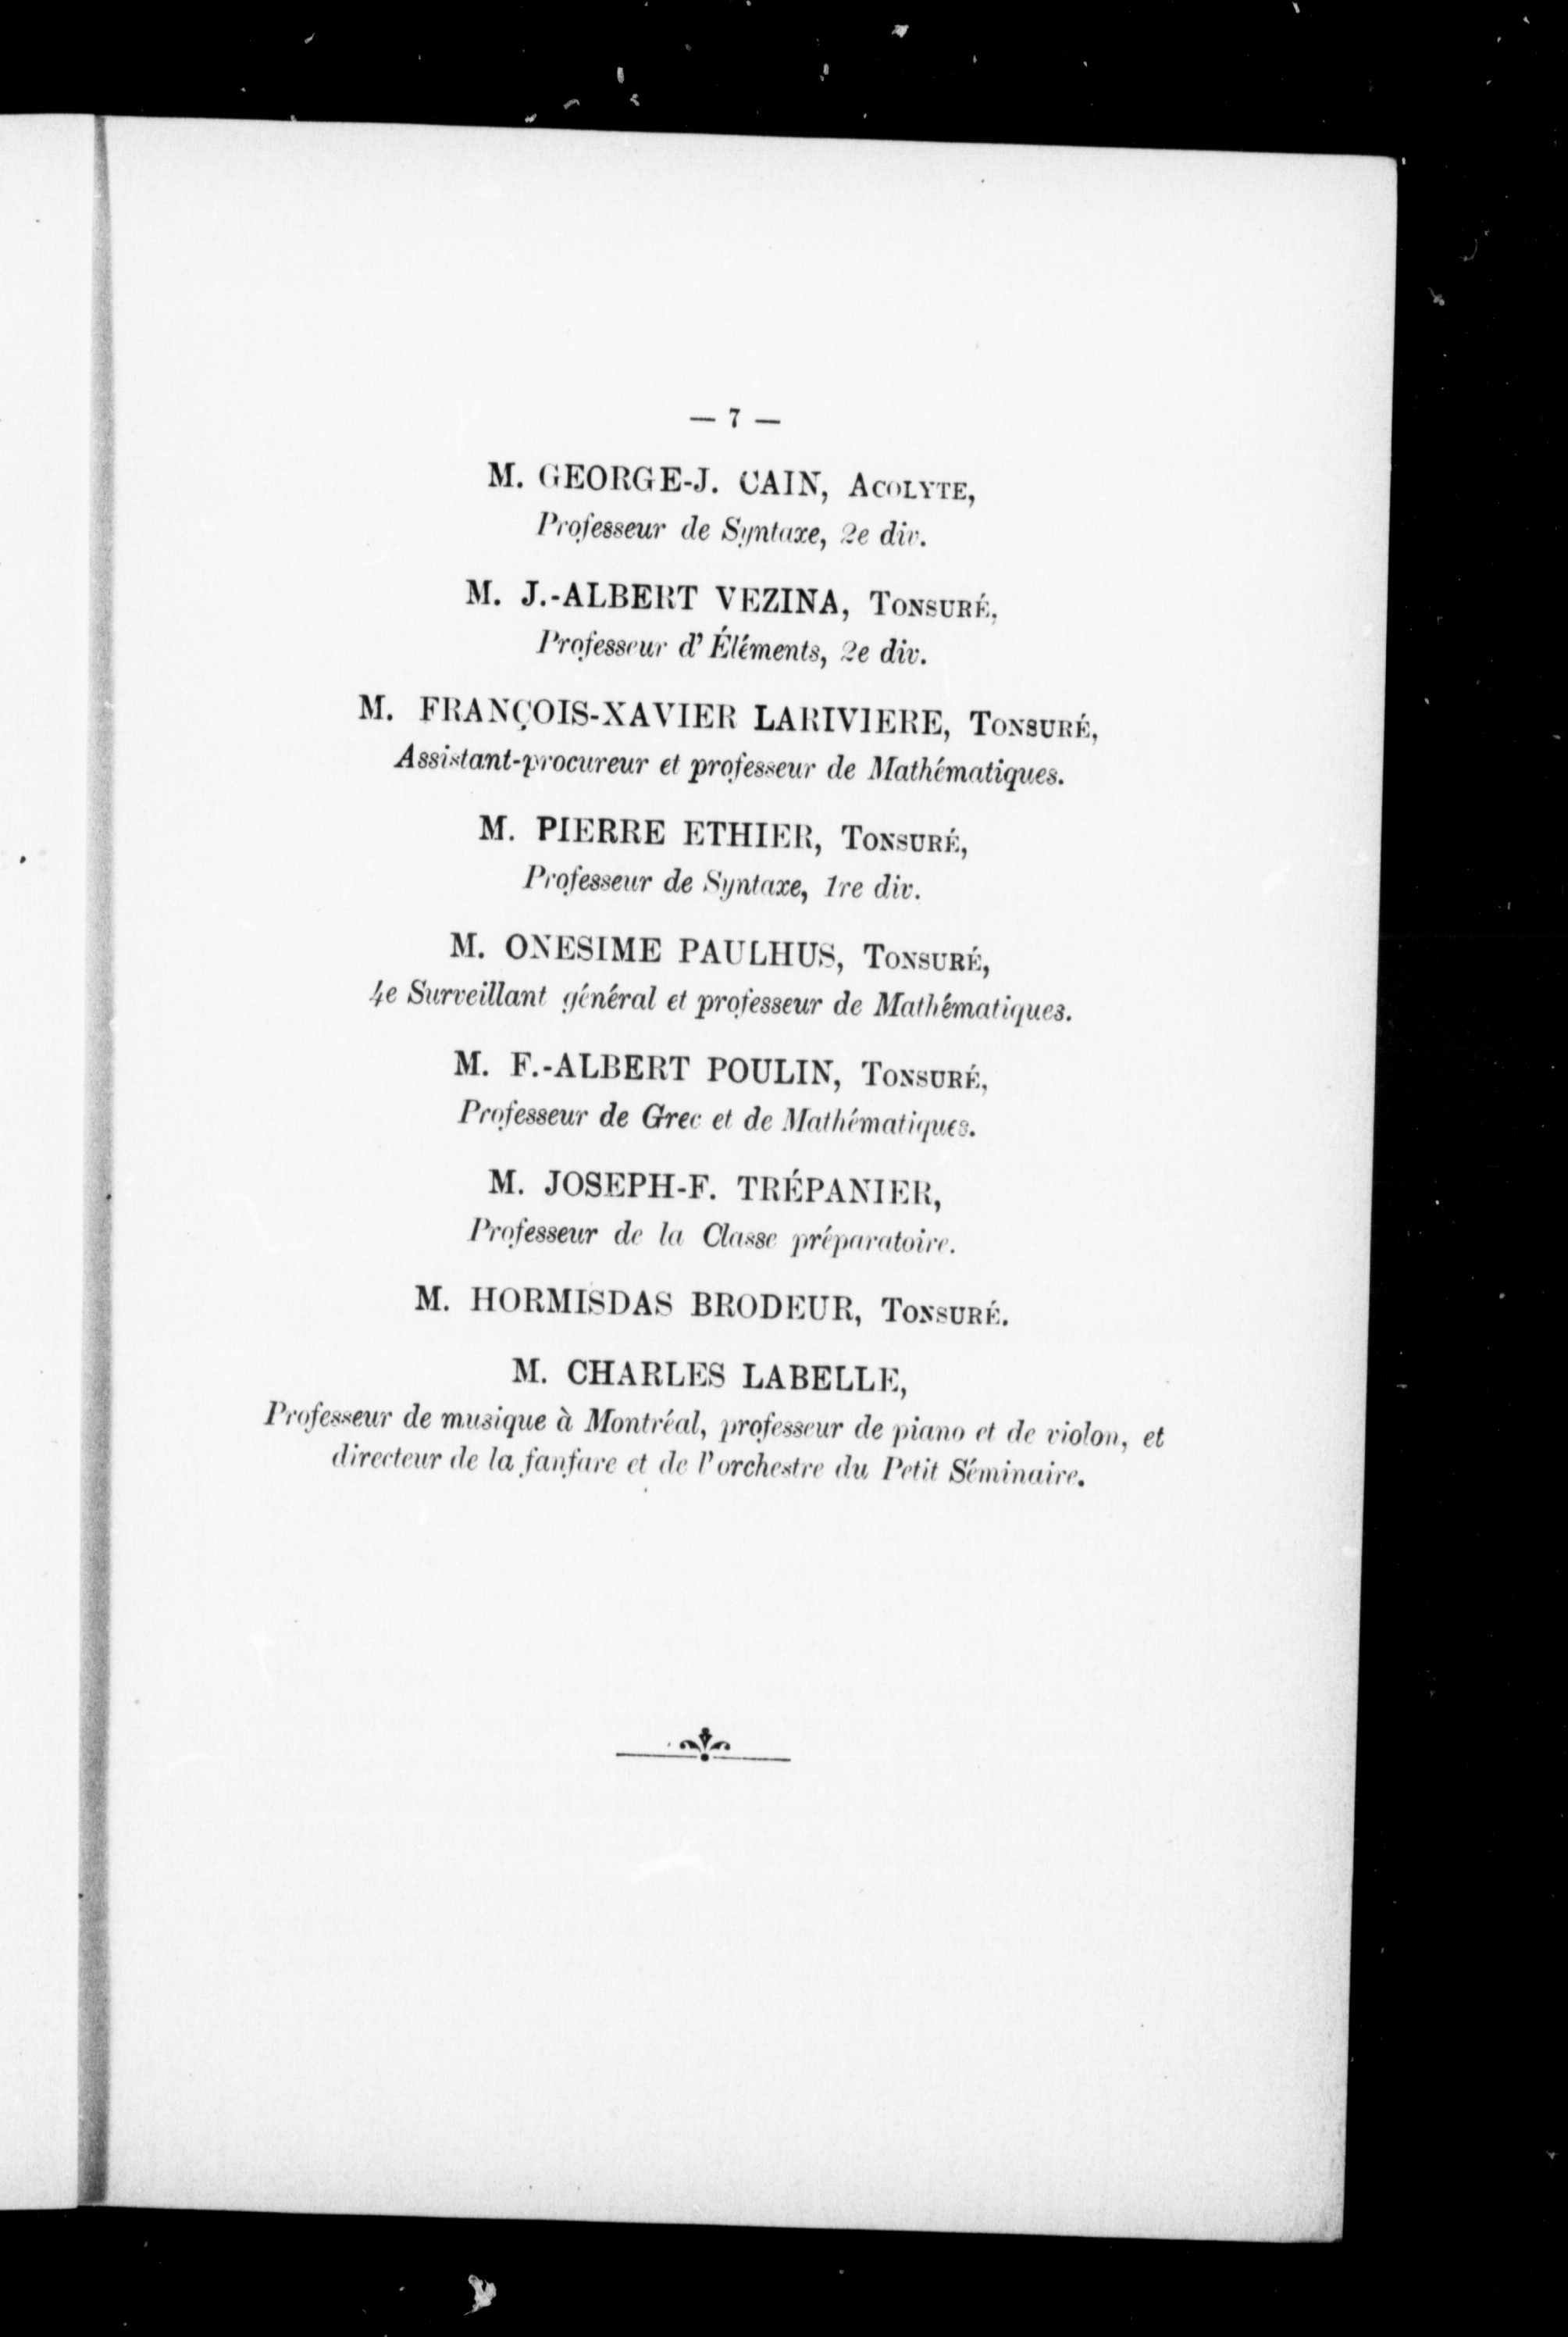 — 7 —
M. GEORGE-J. CAIN, ACOLYTE,
Professeur de Syntaxe, 2e div.
M. J.-ALBERT VEZINA, TONSURÉ,
Professeur d'Éléments, 2e div.
M. FRANÇOIS-XAVIER LARIVIERE, TONSURÉ,
Assistant-procureur et professeur de Mathématiques.
M. PIERRE ETHIER, TONSURÉ,
Professeur de Syntaxe, 1re div.
M. ONESIME PAULHUS, TONSURÉ,
4e Surveillant général et professeur de Mathématiques.
M. F.-ALBERT POULIN, TONSURÉ,
Professeur de Grec et de Mathématiques.
M. JOSEPH-F. TRÉPANIER,
Professeur de la Classe préparatoire.
M. HORMISDAS BRODEUR, TONSURÉ.
M. CHARLES LABELLE,
Professeur de musique à Montréal, professeur de piano et de violon, et
directeur de la fanfare et de l'orchestre du Petit Séminaire.